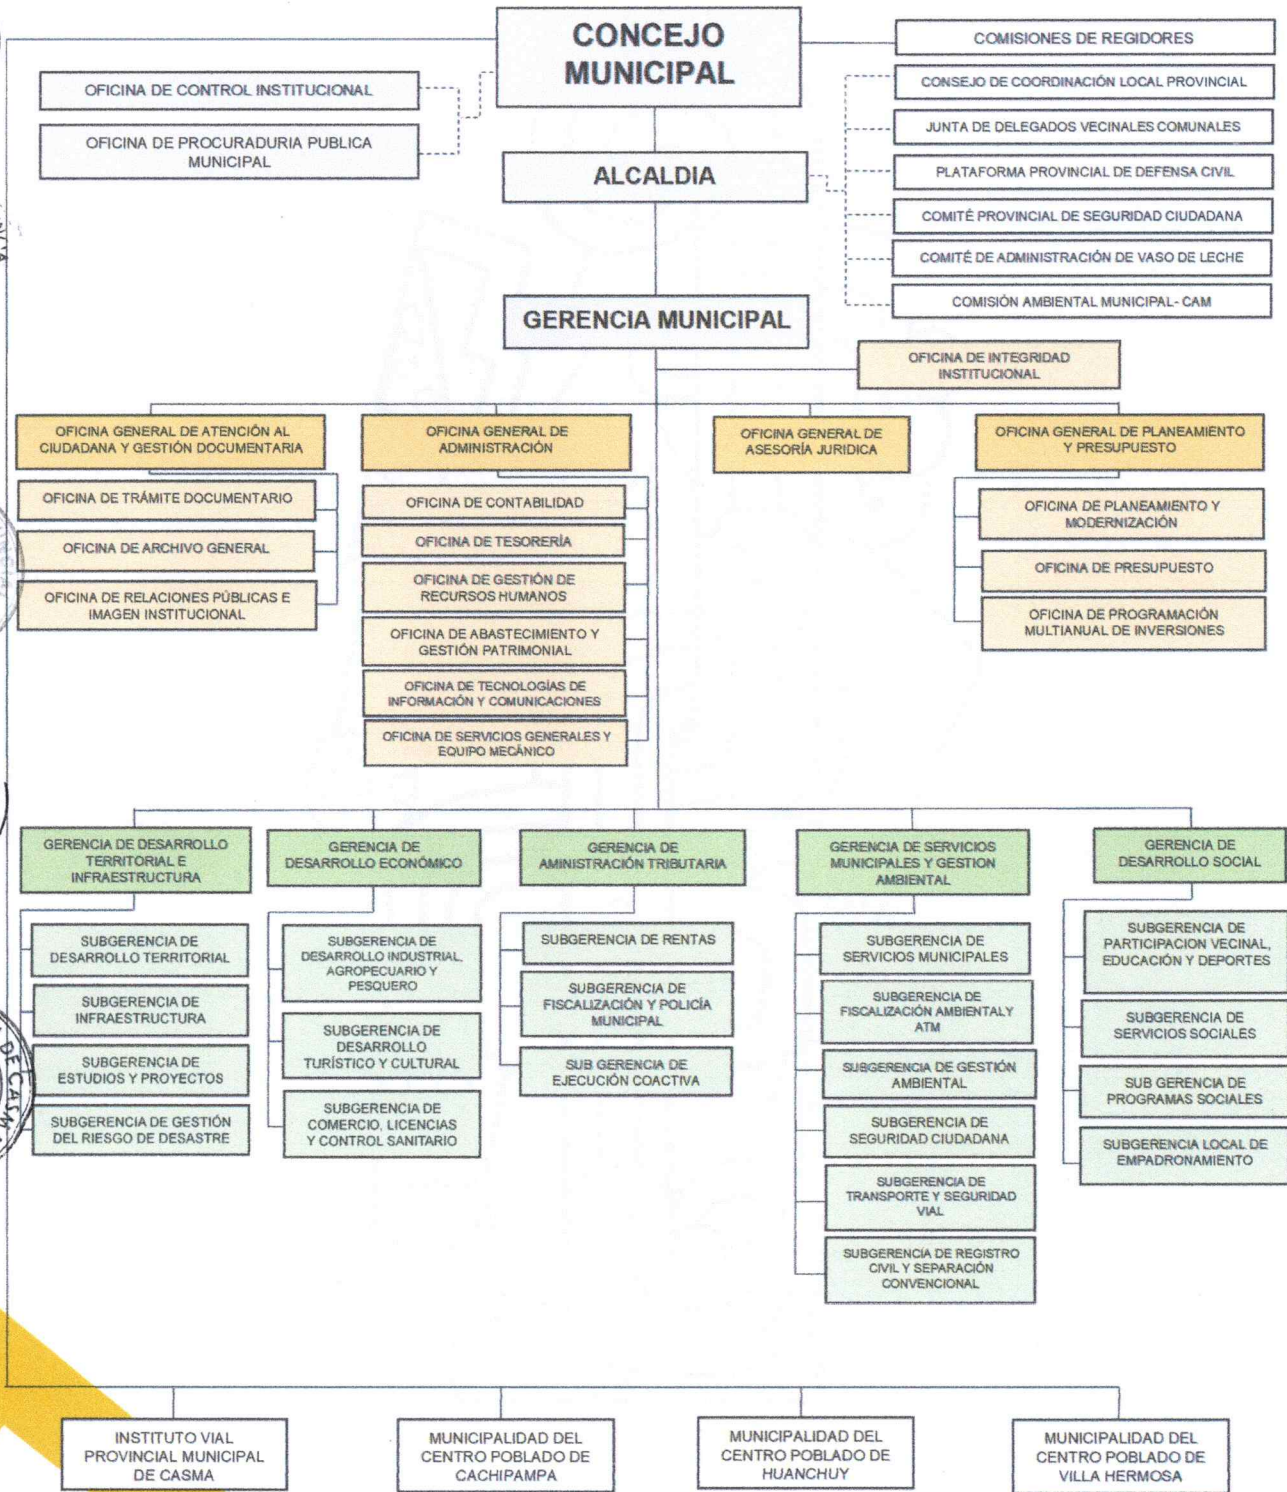 CONCEJO
MUNICIPAL
COMISIONES DE REGIDORES
OFICINA DE CONTROL INSTITUCIONAL
CONSEJO DE COORDINACIÓN LOCAL PROVINCIAL
OFICINA DE PROCURADURIA PUBLICA
MUNICIPAL
JUNTA DE DELEGADOS VECINALES COMUNALES
ALCALDIA
PLATAFORMA PROVINCIAL DE DEFENSA CIVIL
COMITÉ PROVINCIAL DE SEGURIDAD CIUDADANA
COMITÉ DE ADMINISTRACIÓN DE VASO DE LECHE
COMISIÓN AMBIENTAL MUNICIPAL- CAM
GERENCIA MUNICIPAL
OFICINA DE INTEGRIDAD
INSTITUCIONAL
OFICINA GENERAL DE ATENCIÓN AL
CIUDADANA Y GESTIÓN DOCUMENTARIA
OFICINA DE TRÁMITE DOCUMENTARIO
OFICINA DE ARCHIVO GENERAL
OFICINA DE RELACIONES PÚBLICAS E
IMAGEN INSTITUCIONAL
OFICINA GENERAL DE
ADMINISTRACIÓN
OFICINA DE CONTABILIDAD
OFICINA DE TESORERÍA
OFICINA DE GESTIÓN DE
RECURSOS HUMANOS
OFICINA DE ABASTECIMIENTO Y
GESTIÓN PATRIMONIAL
OFICINA DE TECNOLOGÍAS DE
INFORMACIÓN Y COMUNICACIONES
OFICINA DE SERVICIOS GENERALES Y
EQUIPO MECÁNICO
OFICINA GENERAL DE
ASESORÍA JURIDICA
OFICINA GENERAL DE PLANEAMIENTO
Y PRESUPUESTO
OFICINA DE PLANEAMIENTO Y
MODERNIZACIÓN
OFICINA DE PRESUPUESTO
OFICINA DE PROGRAMACIÓN
MULTIANUAL DE INVERSIONES
GERENCIA DE DESARROLLO
TERRITORIAL E
INFRAESTRUCTURA
SUBGERENCIA DE
DESARROLLO TERRITORIAL
SUBGERENCIA DE
INFRAESTRUCTURA
SUBGERENCIA DE
ESTUDIOS Y PROYECTOS
SUBGERENCIA DE GESTIÓN
DEL RIESGO DE DESASTRE
GERENCIA DE
DESARROLLO ECONÓMICO
SUBGERENCIA DE
DESARROLLO INDUSTRIAL,
AGROPECUARIO Y
PESQUERO
SUBGERENCIA DE
DESARROLLO
TURÍSTICO Y CULTURAL
SUBGERENCIA DE
COMERCIO, LICENCIAS
Y CONTROL SANITARIO
GERENCIA DE
AMINISTRACIÓN TRIBUTARIA
SUBGERENCIA DE RENTAS
SUBGERENCIA DE
FISCALIZACIÓN Y POLICÍA
MUNICIPAL
SUB GERENCIA DE
EJECUCIÓN COACTIVA
GERENCIA DE SERVICIOS
MUNICIPALES Y GESTION
AMBIENTAL
SUBGERENCIA DE
SERVICIOS MUNICIPALES
SUBGERENCIA DE
FISCALIZACIÓN AMBIENTALY
ATM
SUBGERENCIA DE GESTIÓN
AMBIENTAL
SUBGERENCIA DE
SEGURIDAD CIUDADANA
SUBGERENCIA DE
TRANSPORTE Y SEGURIDAD
VIAL
SUBGERENCIA DE REGISTRO
CIVIL Y SEPARACIÓN
CONVENCIONAL
GERENCIA DE
DESARROLLO SOCIAL
SUBGERENCIA DE
PARTICIPACION VECINAL,
EDUCACIÓN Y DEPORTES
SUBGERENCIA DE
SERVICIOS SOCIALES
SUB GERENCIA DE
PROGRAMAS SOCIALES
SUBGERENCIA LOCAL DE
EMPADRONAMIENTO
DE CASMA
INSTITUTO VIAL
PROVINCIAL MUNICIPAL
DE CASMA
MUNICIPALIDAD DEL
CENTRO POBLADO DE
CACHIPAMPA
MUNICIPALIDAD DEL
CENTRO POBLADO DE
HUANCHUY
MUNICIPALIDAD DEL
CENTRO POBLADO DE
VILLA HERMOSA